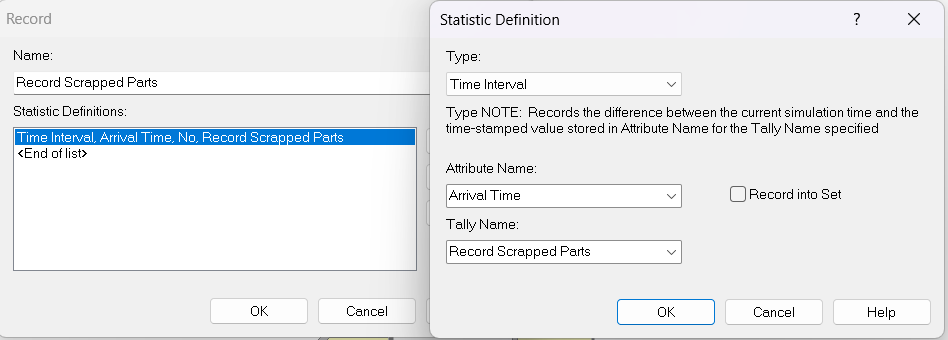 Record
Name:
Record Scrapped Parts
Statistic Definitions:
Time Interval, Arrival Time, No, Record Scrapped Parts
<End of list>
OK
Cancel
Statistic Definition
?
Type:
Time Interval
Type NOTE:  Records the difference between the current simulation time and the
time-stamped value stored in Attribute Name for the Tally Name specified
Attribute Name:
Arrival Time
Record into Set
Tally Name:
Record Scrapped Parts
OK
Cancel
Help